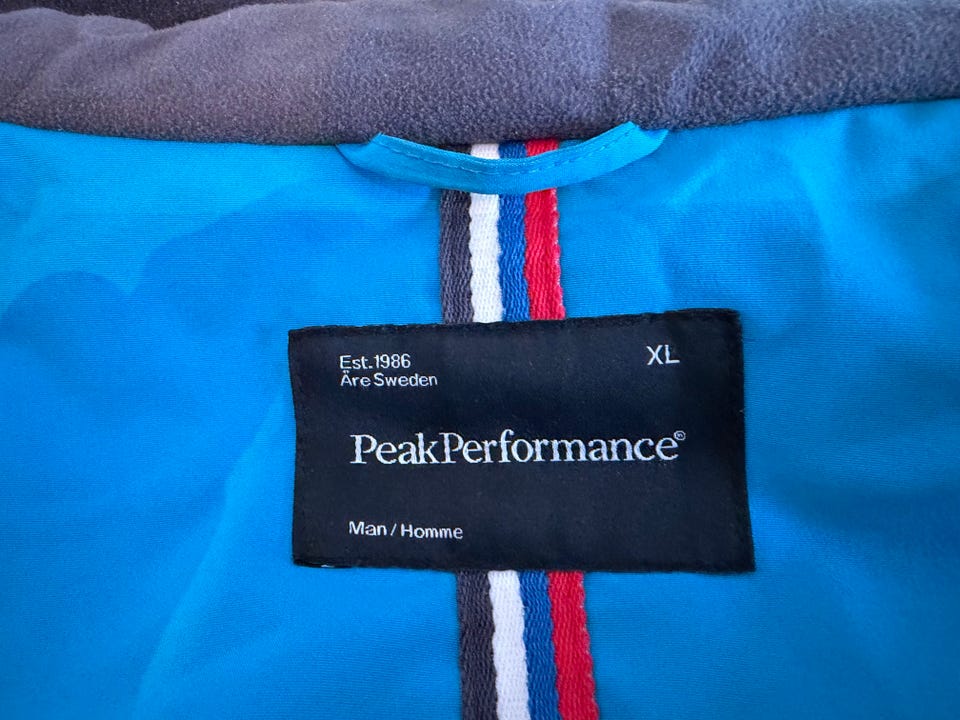 Est.1986
XL
Åre Sweden
PeakPerformance®
Man / Homme